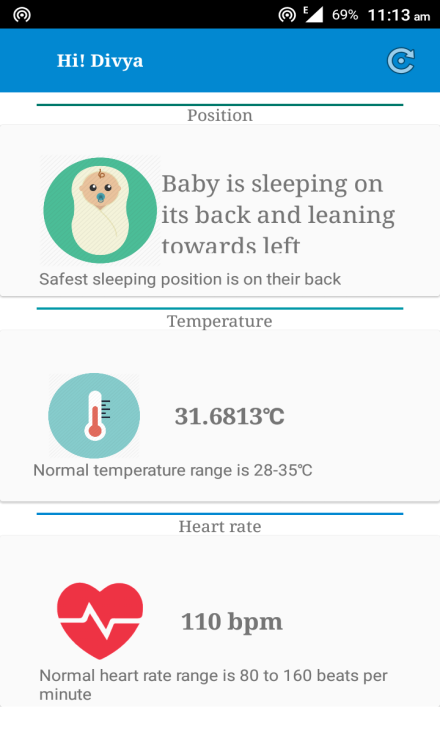 E 69% 11:13 am
Hi! Divya
Position
Baby is sleeping on
its back and leaning
towards left
Safest sleeping position is on their back
Temperature
31.6813℃
Normal temperature range is 28-35℃
Heart rate
110 bpm
Normal heart rate range is 80 to 160 beats per
minute